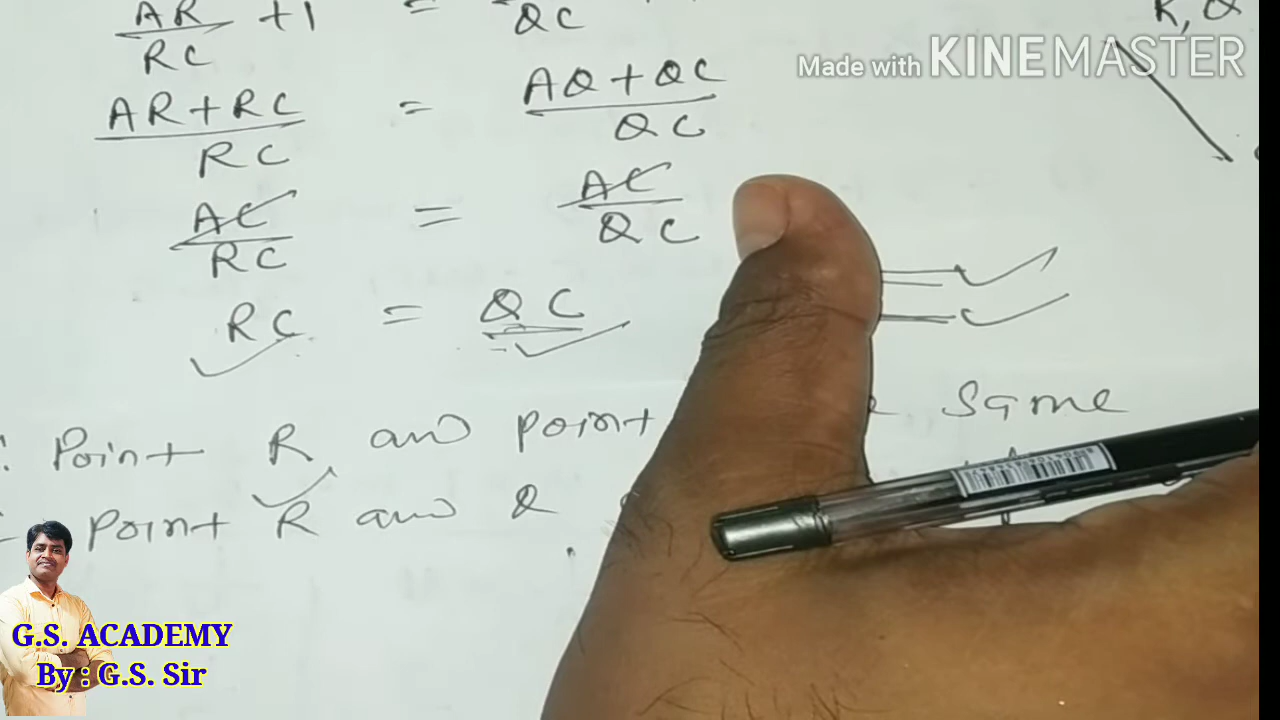 AR/RC + 1 = /QC
R, Q
Made with KINEMASTER
AR+RC/RC = AQ+QC/QC
AC/RC = AC/QC
RC = QC
Point R and Point Same
Point R and Q
G.S. ACADEMY
By : G.S. Sir